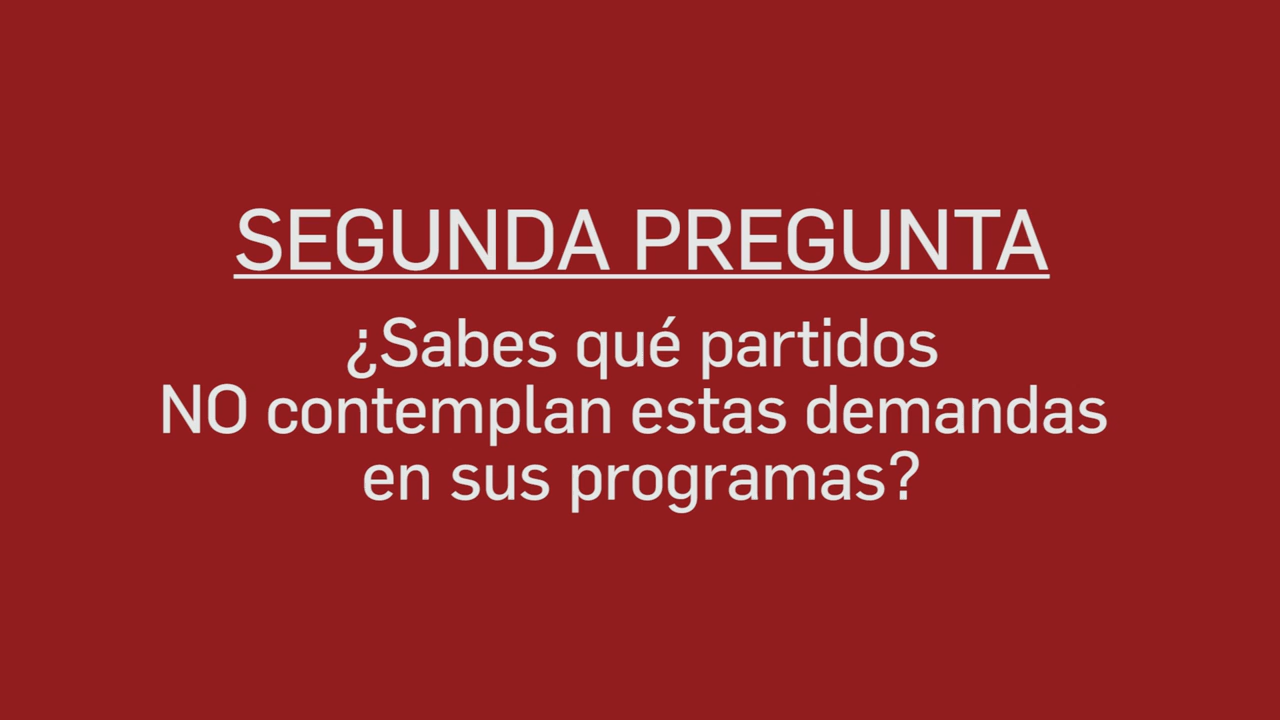 SEGUNDA PREGUNTA
¿Sabes qué partidos
NO contemplan estas demandas
en sus programas?